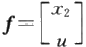 f = [x₂
u]